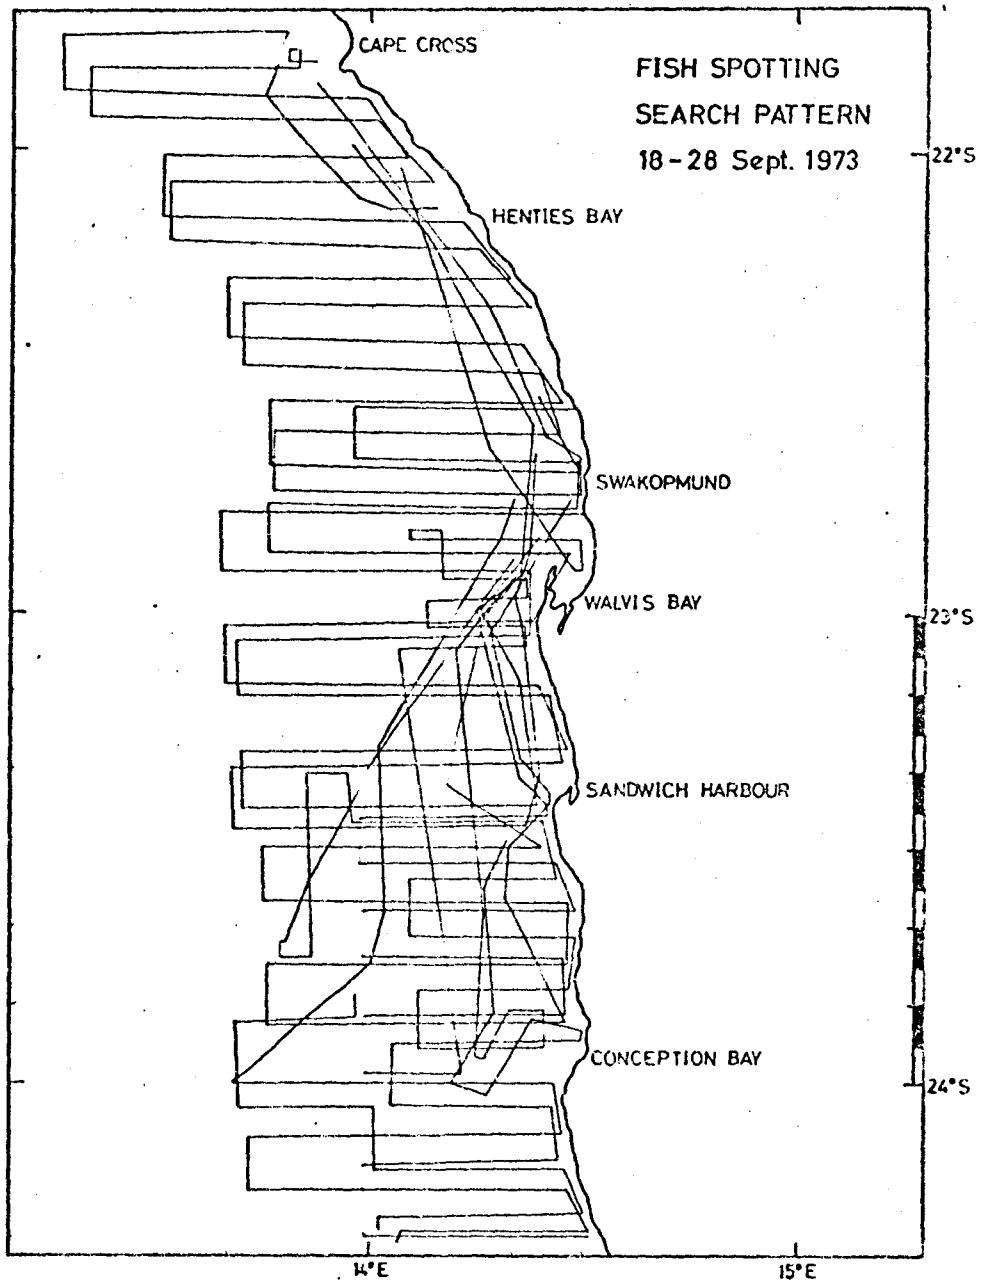 CAPE CROSS
FISH SPOTTING
SEARCH PATTERN
18-28 Sept. 1973
22°S
HENTIES BAY
SWAKOPMUND
WALVIS BAY
23°S
SANDWICH HARBOUR
CONCEPTION BAY
24°S
14°E
15°E